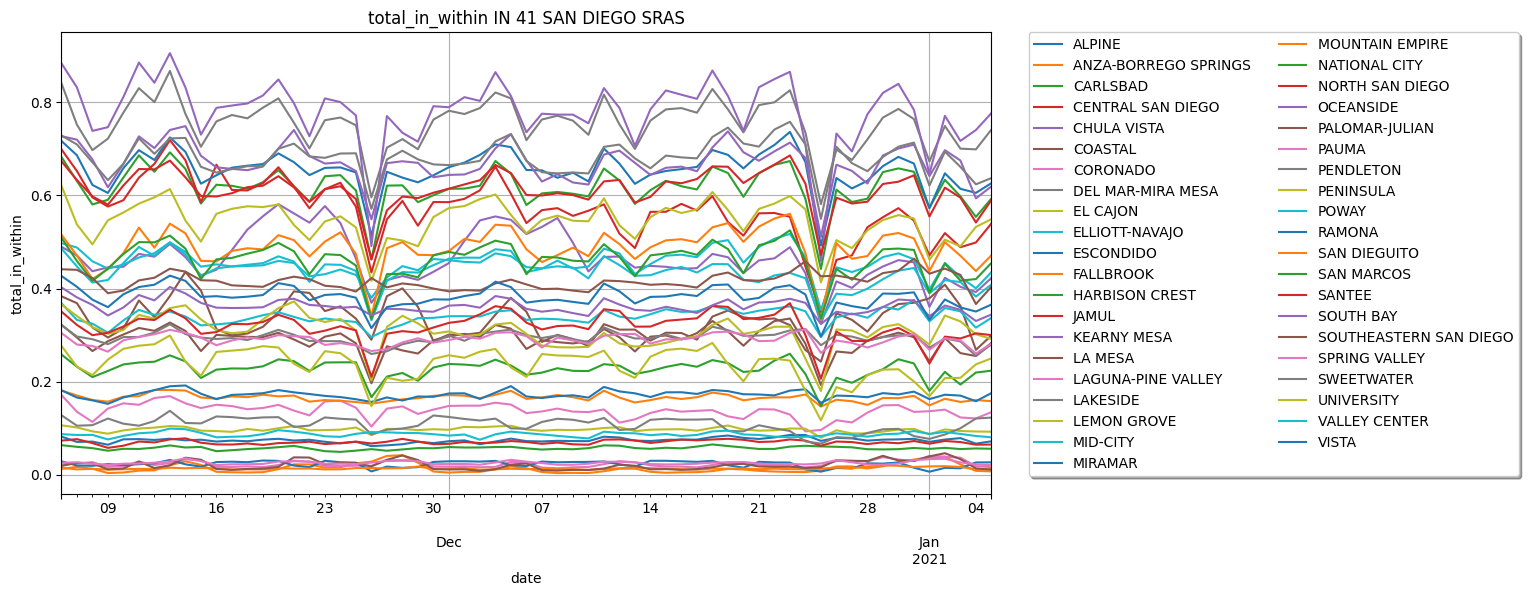 total_in_within IN 41 SAN DIEGO SRAS
total_in_within
0.8
0.6
0.4
0.2
0.0
09
16
23
30
07
14
21
28
04
Dec
Jan
2021
date
ALPINE
ANZA-BORREGO SPRINGS
CARLSBAD
CENTRAL SAN DIEGO
CHULA VISTA
COASTAL
CORONADO
DEL MAR-MIRA MESA
EL CAJON
ELLIOTT-NAVAJO
ESCONDIDO
FALLBROOK
HARBISON CREST
JAMUL
KEARNY MESA
LA MESA
LAGUNA-PINE VALLEY
LAKESIDE
LEMON GROVE
MID-CITY
MIRAMAR
MOUNTAIN EMPIRE
NATIONAL CITY
NORTH SAN DIEGO
OCEANSIDE
PALOMAR-JULIAN
PAUMA
PENDLETON
PENINSULA
POWAY
RAMONA
SAN DIEGUITO
SAN MARCOS
SANTEE
SOUTH BAY
SOUTHEASTERN SAN DIEGO
SPRING VALLEY
SWEETWATER
UNIVERSITY
VALLEY CENTER
VISTA